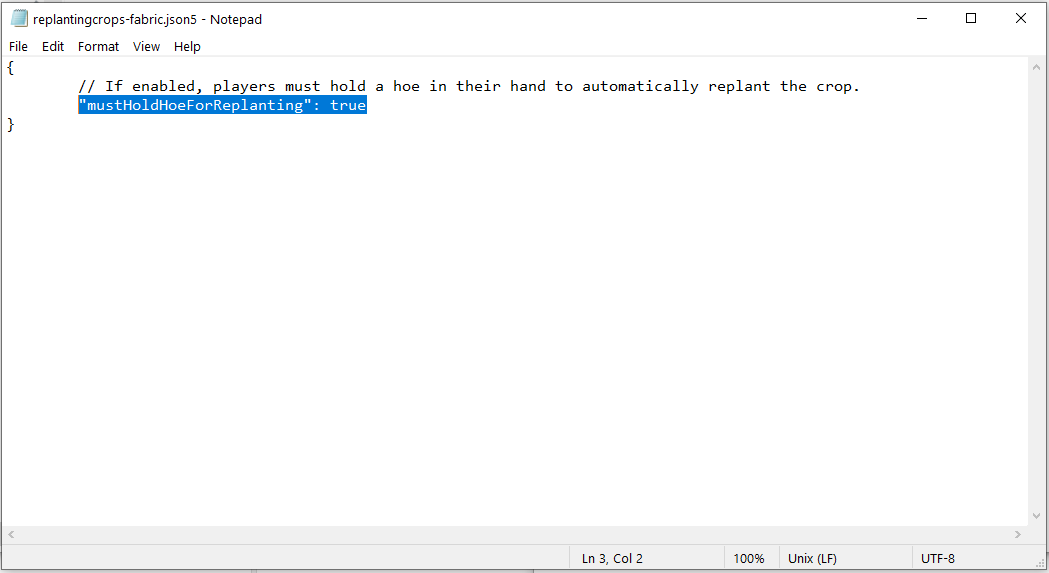 replantingcrops-fabric.json5 - Notepad
File Edit Format View Help
{
// If enabled, players must hold a hoe in their hand to automatically replant the crop.
"mustHoldHoeForReplanting": true
}
Ln 3, Col 2 100% Unix (LF) UTF-8